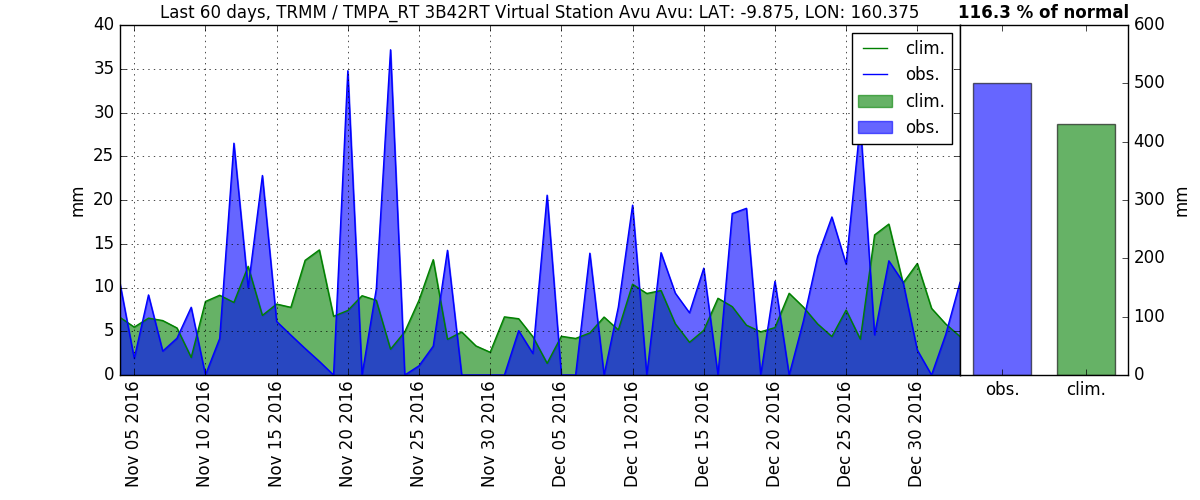 Last 60 days, TRMM / TMPA_RT 3B42RT Virtual Station Avu Avu: LAT: -9.875, LON: 160.375
116.3 % of normal
40
35
30
25
20
15
10
5
0
mm
clim.
obs.
clim.
obs.
600
500
400
300
200
100
0
mm
obs.
clim.
Nov 05 2016
Nov 10 2016
Nov 15 2016
Nov 20 2016
Nov 25 2016
Nov 30 2016
Dec 05 2016
Dec 10 2016
Dec 15 2016
Dec 20 2016
Dec 25 2016
Dec 30 2016